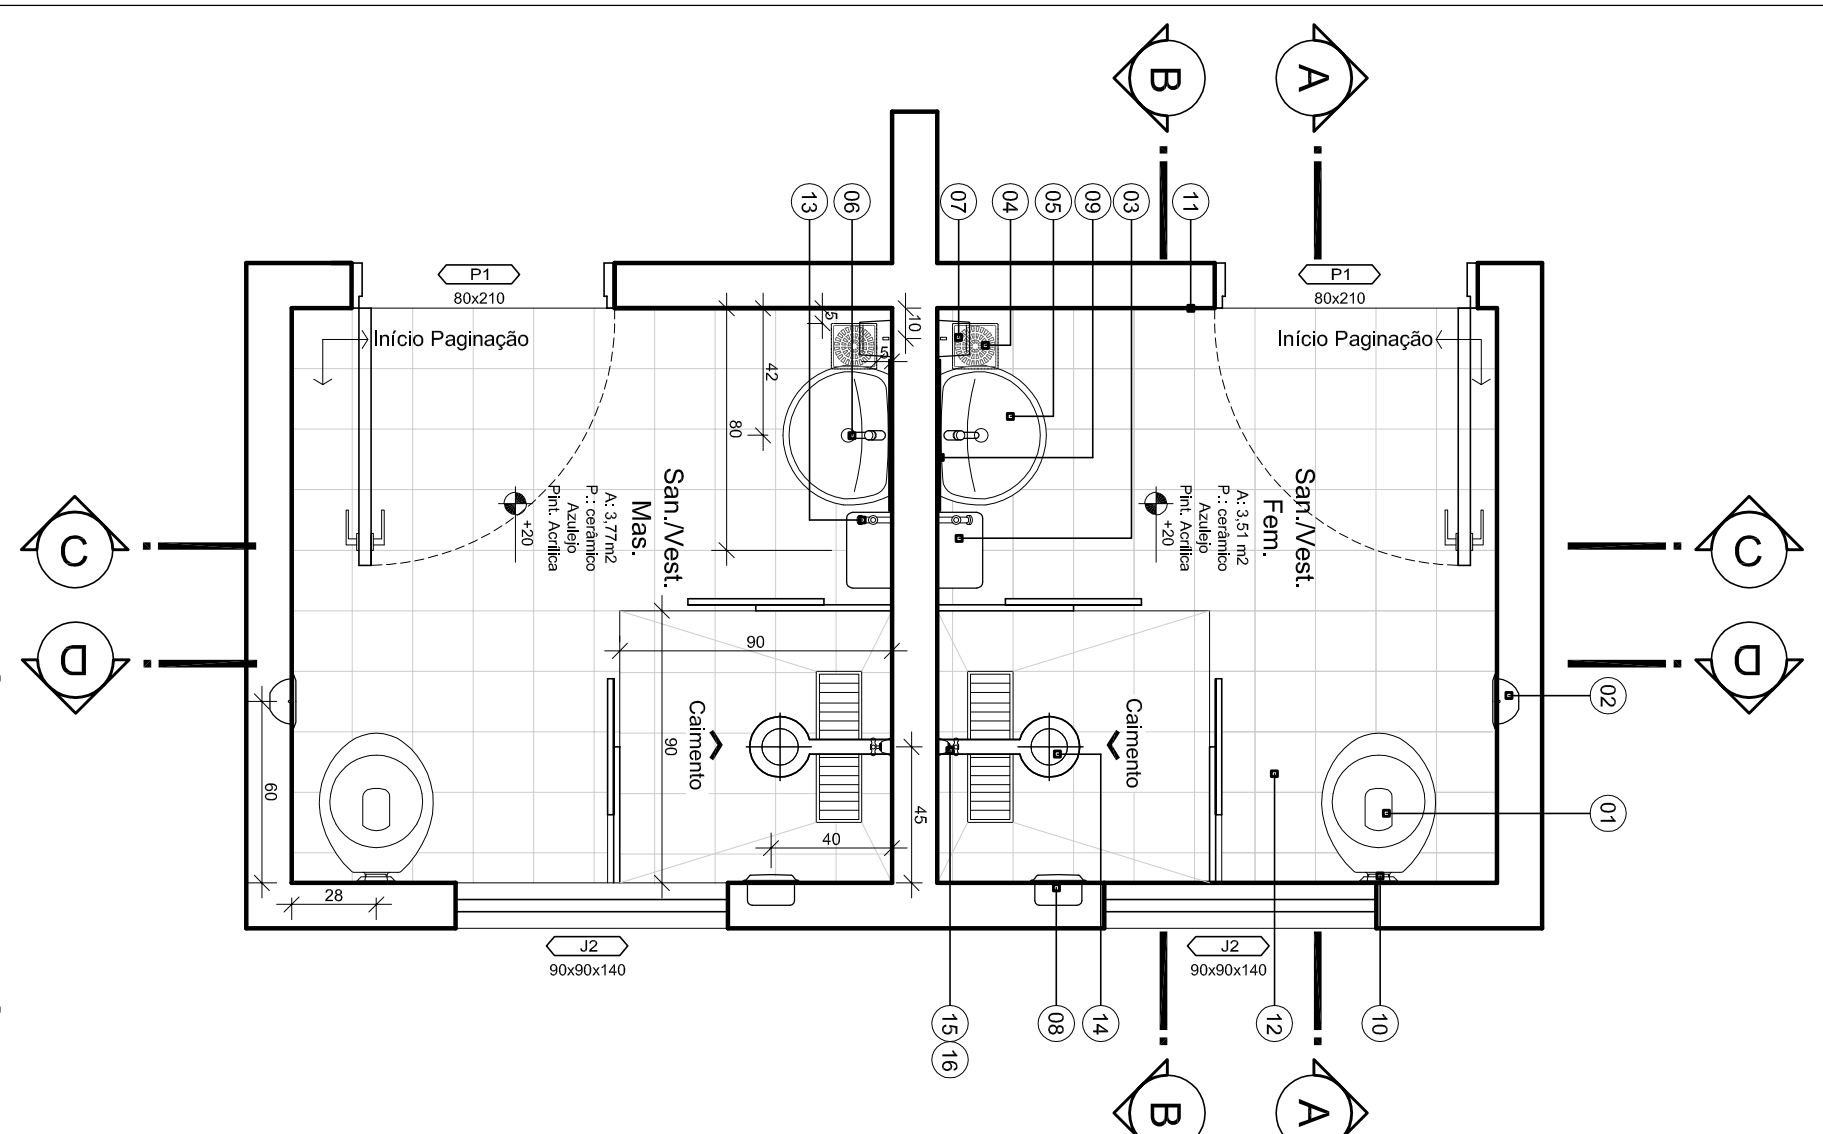 B
A
13
06
07
04
05
09
03
11
P1
80x210
P1
80x210
Início Paginação
Início Paginação
5
10
5
42
80
San./Vest.
Mas.
A: 3,77m2
P.: cerâmico
Azulejo
Pint. Acrílica
+20
San./Vest.
Fem.
A: 3,51 m2
P.: cerâmico
Azulejo
Pint. Acrílica
+20
C
C
D
D
02
90
90
Caimento
Caimento
60
45
40
01
28
J2
90x90x140
J2
90x90x140
15
16
08
14
12
10
B
A